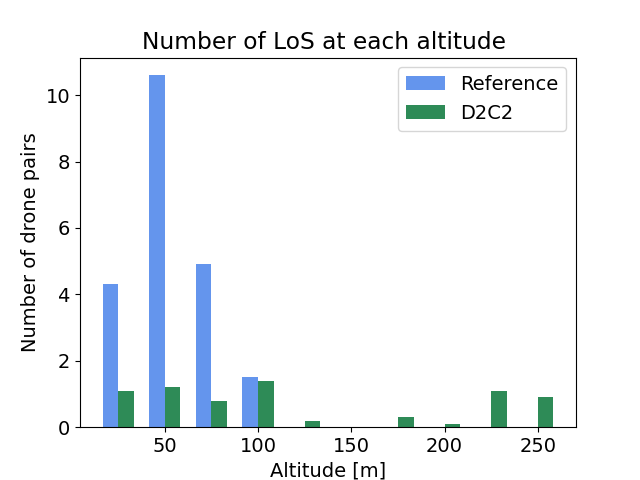 Number of LoS at each altitude
Reference
D2C2
Number of drone pairs
10
8
6
4
2
0
50
100
150
200
250
Altitude [m]